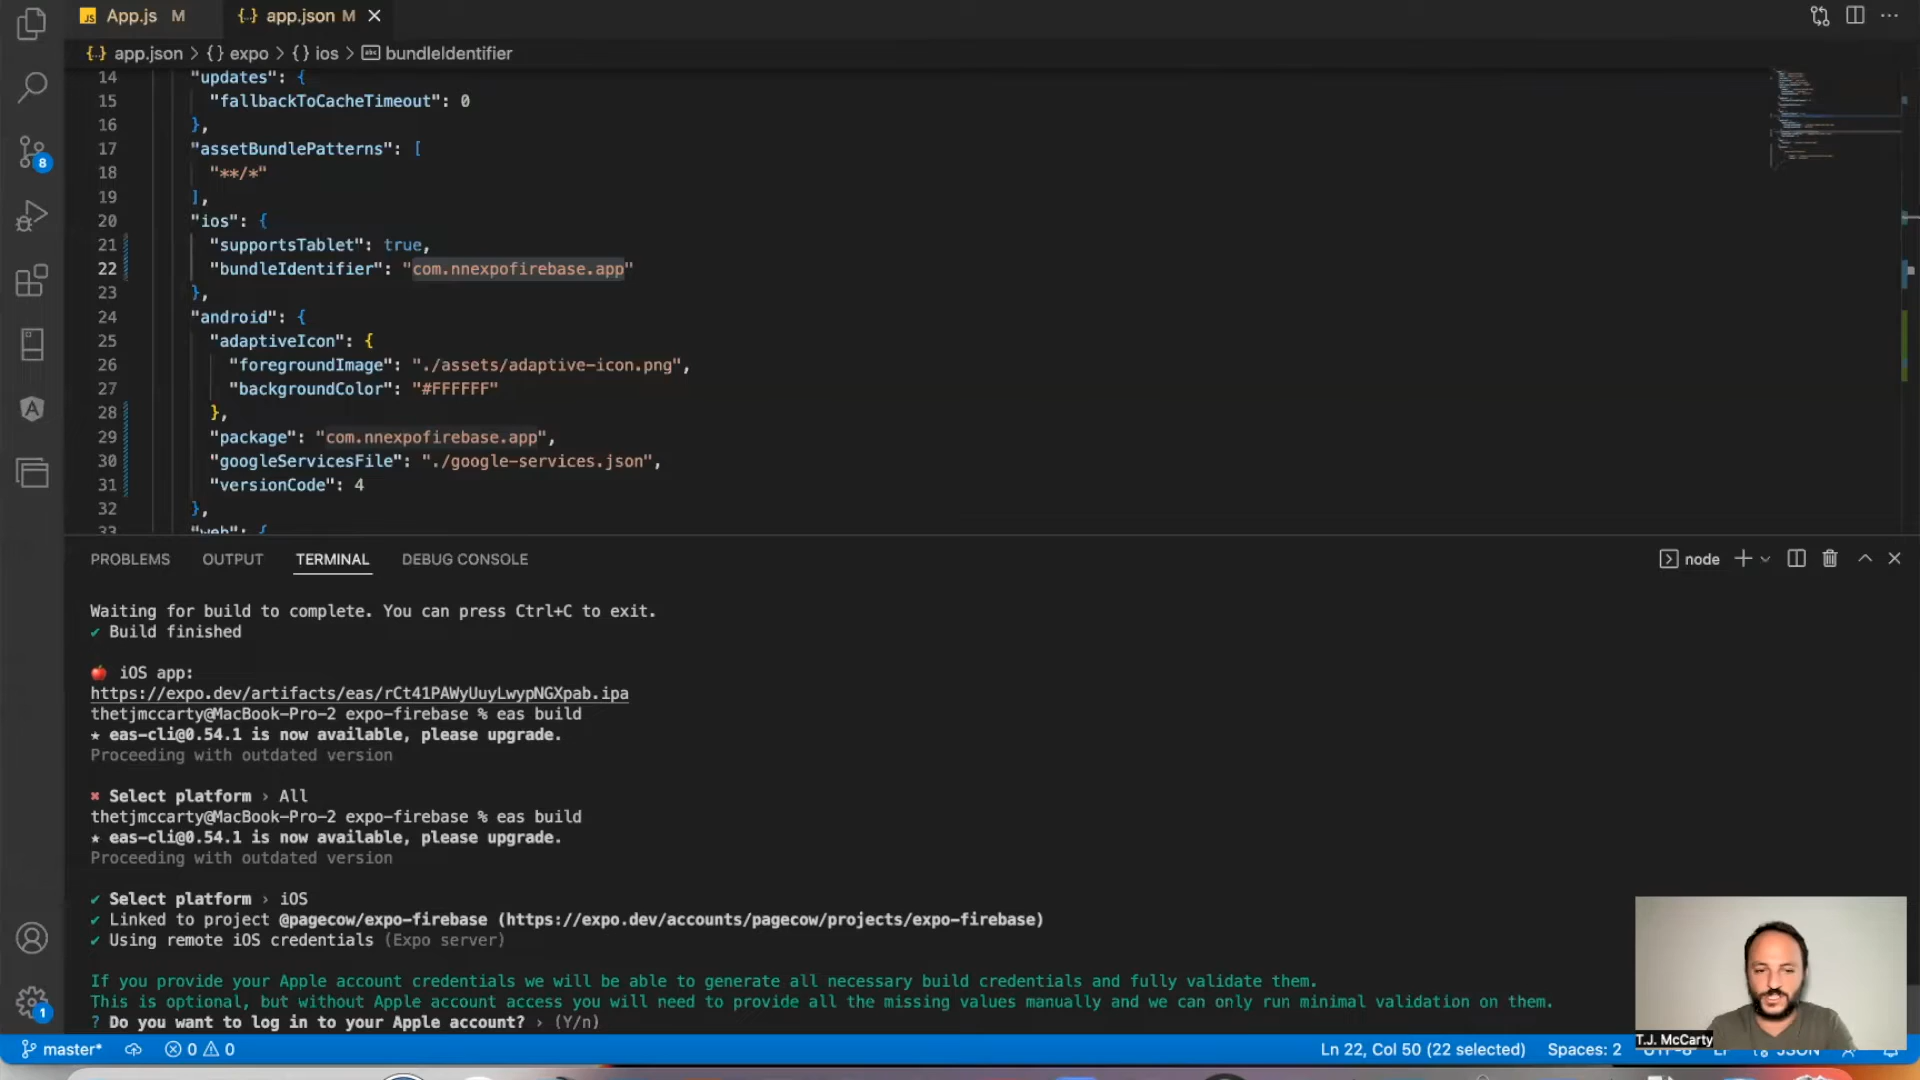 App.js M
{..} app.json M
{..} app.json > {} expo > {} ios > abc bundleIdentifier
14 "updates": {
15 "fallbackToCacheTimeout": 0
16 },
17 "assetBundlePatterns": [
18 "**/*"
19 ],
20 "ios": {
21 "supportsTablet": true,
22 "bundleIdentifier": "com.nnexpofirebase.app"
23 },
24 "android": {
25 "adaptiveIcon": {
26 "foregroundImage": "./assets/adaptive-icon.png",
27 "backgroundColor": "#FFFFFF"
28 },
29 "package": "com.nnexpofirebase.app",
30 "googleServicesFile": "./google-services.json",
31 "versionCode": 4
32 },
33 "web": {
8
PROBLEMS OUTPUT TERMINAL DEBUG CONSOLE node
Waiting for build to complete. You can press Ctrl+C to exit.
✔ Build finished
iOS app:
https://expo.dev/artifacts/eas/rCt41PAWyUuyLwypNGXpab.ipa
thetjmccarty@MacBook-Pro-2 expo-firebase % eas build
★ eas-cli@0.54.1 is now available, please upgrade.
Proceeding with outdated version
✖ Select platform › All
thetjmccarty@MacBook-Pro-2 expo-firebase % eas build
★ eas-cli@0.54.1 is now available, please upgrade.
Proceeding with outdated version
✔ Select platform › iOS
✔ Linked to project @pagecow/expo-firebase (https://expo.dev/accounts/pagecow/projects/expo-firebase)
✔ Using remote iOS credentials (Expo server)
If you provide your Apple account credentials we will be able to generate all necessary build credentials and fully validate them.
This is optional, but without Apple account access you will need to provide all the missing values manually and we can only run minimal validation on them.
? Do you want to log in to your Apple account? › (Y/n)
1
T.J. McCarty
master* 0 0 Ln 22, Col 50 (22 selected) Spaces: 2 UTF-8 LF {} JSON